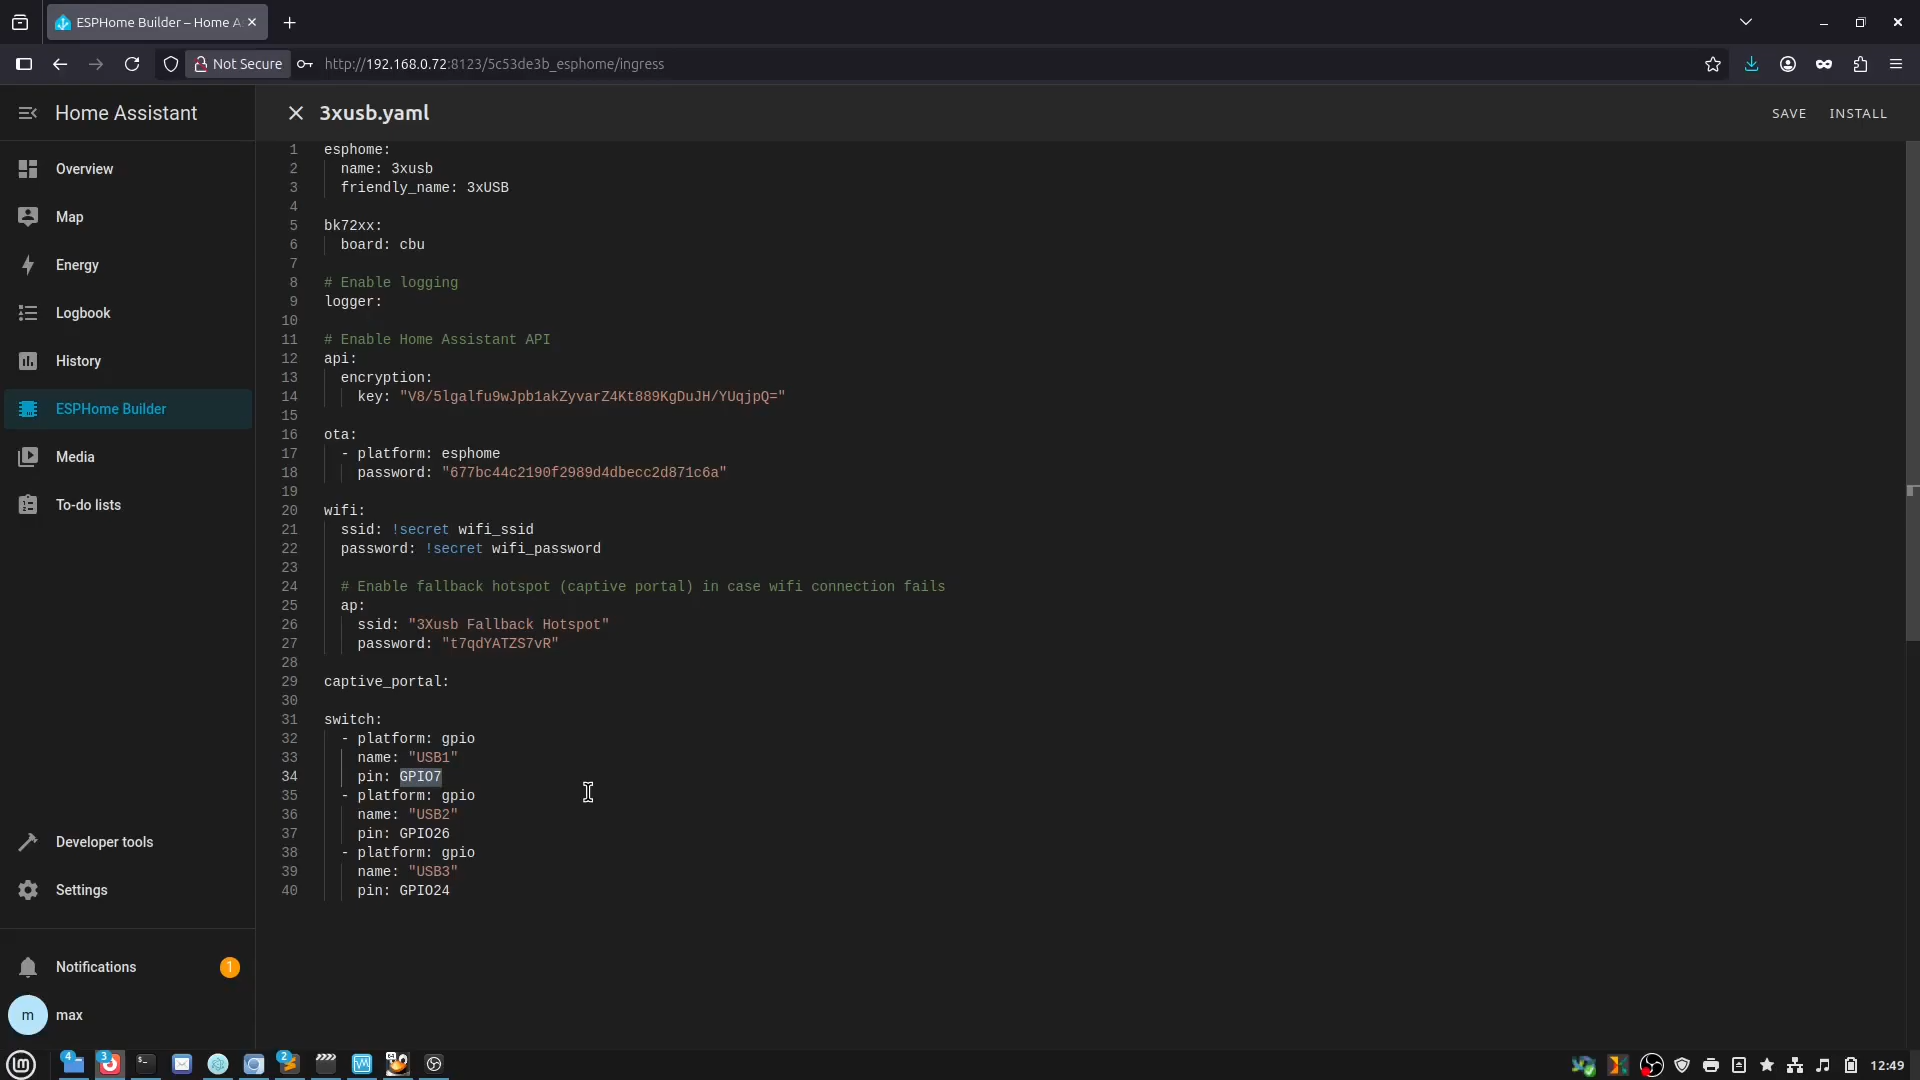 ESPHome Builder – Home A
Not Secure
http://192.168.0.72:8123/5c53de3b_esphome/ingress
Home Assistant
3xusb.yaml
SAVE
INSTALL
Overview
Map
Energy
Logbook
History
ESPHome Builder
Media
To-do lists
Developer tools
Settings
Notifications
1
m
max
1 esphome:
2 name: 3xusb
3 friendly_name: 3xUSB
4
5 bk72xx:
6 board: cbu
7
8 # Enable logging
9 logger:
10
11 # Enable Home Assistant API
12 api:
13 encryption:
14 key: "V8/5lgalfu9wJpb1akZyvarZ4Kt889KgDuJH/YUqjpQ="
15
16 ota:
17 - platform: esphome
18 password: "677bc44c2190f2989d4dbecc2d871c6a"
19
20 wifi:
21 ssid: !secret wifi_ssid
22 password: !secret wifi_password
23
24 # Enable fallback hotspot (captive portal) in case wifi connection fails
25 ap:
26 ssid: "3Xusb Fallback Hotspot"
27 password: "t7qdYATZS7vR"
28
29 captive_portal:
30
31 switch:
32 - platform: gpio
33 name: "USB1"
34 pin: GPIO7
35 - platform: gpio
36 name: "USB2"
37 pin: GPIO26
38 - platform: gpio
39 name: "USB3"
40 pin: GPIO24
4
3
2
12:49